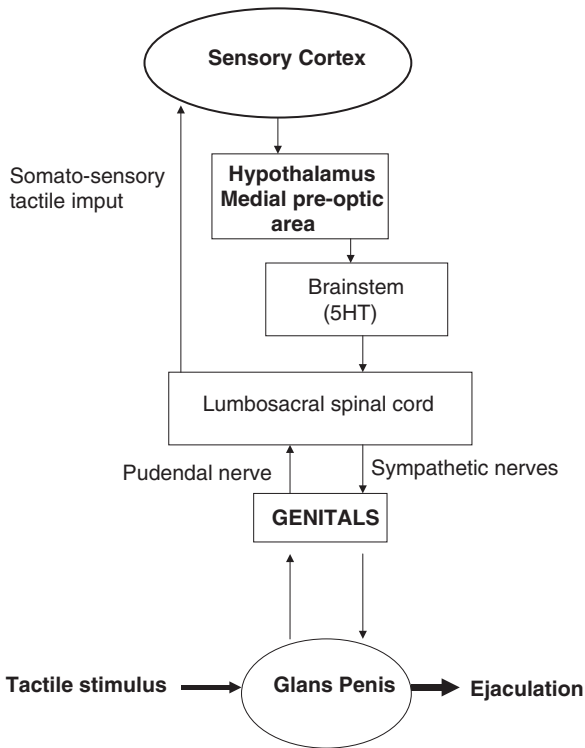 Sensory Cortex
Somato-sensory
tactile imput
Hypothalamus
Medial pre-optic
area
Brainstem
(5HT)
Lumbosacral spinal cord
Pudendal nerve
Sympathetic nerves
GENITALS
Tactile stimulus
Glans Penis
Ejaculation